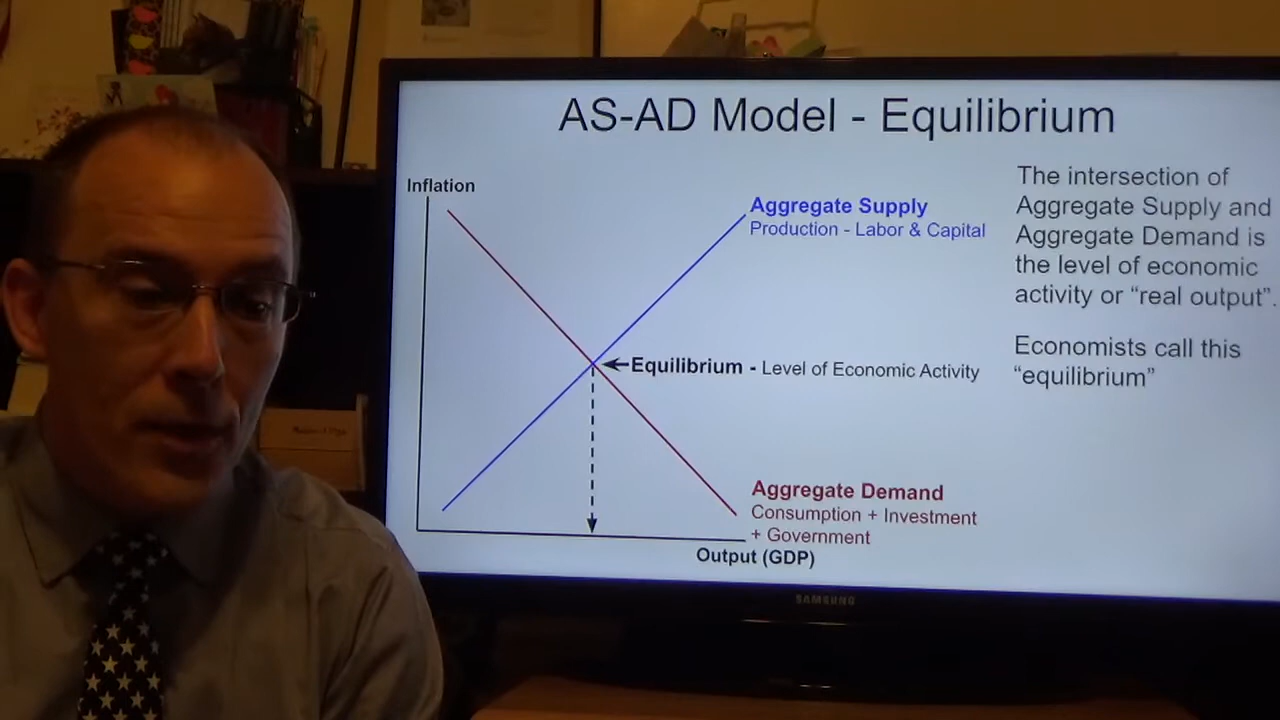 AS-AD Model - Equilibrium
Inflation
Aggregate Supply
Production - Labor & Capital
Equilibrium - Level of Economic Activity
Aggregate Demand
Consumption + Investment
+ Government
Output (GDP)
The intersection of
Aggregate Supply and
Aggregate Demand is
the level of economic
activity or “real output”.
Economists call this
“equilibrium”
SAMSUNG